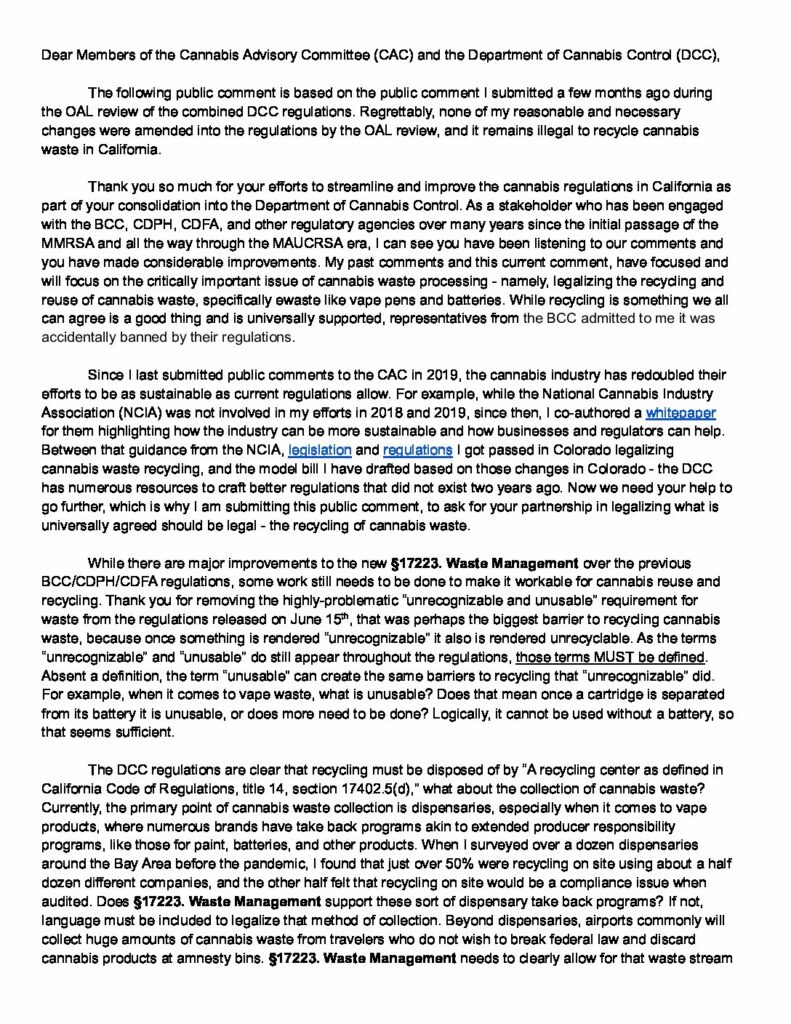 Dear Members of the Cannabis Advisory Committee (CAC) and the Department of Cannabis Control (DCC),
The following public comment is based on the public comment I submitted a few months ago during
the OAL review of the combined DCC regulations. Regrettably, none of my reasonable and necessary
changes were amended into the regulations by the OAL review, and it remains illegal to recycle cannabis
waste in California.
Thank you so much for your efforts to streamline and improve the cannabis regulations in California as
part of your consolidation into the Department of Cannabis Control. As a stakeholder who has been engaged
with the BCC, CDPH, CDFA, and other regulatory agencies over many years since the initial passage of the
MMRSA and all the way through the MAUCRSA era, I can see you have been listening to our comments and
you have made considerable improvements. My past comments and this current comment, have focused and
will focus on the critically important issue of cannabis waste processing - namely, legalizing the recycling and
reuse of cannabis waste, specifically ewaste like vape pens and batteries. While recycling is something we all
can agree is a good thing and is universally supported, representatives from the BCC admitted to me it was
accidentally banned by their regulations.
Since I last submitted public comments to the CAC in 2019, the cannabis industry has redoubled their
efforts to be as sustainable as current regulations allow. For example, while the National Cannabis Industry
Association (NCIA) was not involved in my efforts in 2018 and 2019, since then, I co-authored a whitepaper
for them highlighting how the industry can be more sustainable and how businesses and regulators can help.
Between that guidance from the NCIA, legislation and regulations I got passed in Colorado legalizing
cannabis waste recycling, and the model bill I have drafted based on those changes in Colorado - the DCC
has numerous resources to craft better regulations that did not exist two years ago. Now we need your help to
go further, which is why I am submitting this public comment, to ask for your partnership in legalizing what is
universally agreed should be legal - the recycling of cannabis waste.
While there are major improvements to the new §17223. Waste Management over the previous
BCC/CDPH/CDFA regulations, some work still needs to be done to make it workable for cannabis reuse and
recycling. Thank you for removing the highly-problematic "unrecognizable and unusable" requirement for
waste from the regulations released on June 15th, that was perhaps the biggest barrier to recycling cannabis
waste, because once something is rendered "unrecognizable" it also is rendered unrecyclable. As the terms
"unrecognizable" and "unusable" do still appear throughout the regulations, those terms MUST be defined.
Absent a definition, the term "unusable" can create the same barriers to recycling that "unrecognizable" did.
For example, when it comes to vape waste, what is unusable? Does that mean once a cartridge is separated
from its battery it is unusable, or does more need to be done? Logically, it cannot be used without a battery, so
that seems sufficient.
The DCC regulations are clear that recycling must be disposed of by "A recycling center as defined in
California Code of Regulations, title 14, section 17402.5(d)," what about the collection of cannabis waste?
Currently, the primary point of cannabis waste collection is dispensaries, especially when it comes to vape
products, where numerous brands have take back programs akin to extended producer responsibility
programs, like those for paint, batteries, and other products. When I surveyed over a dozen dispensaries
around the Bay Area before the pandemic, I found that just over 50% were recycling on site using about a half
dozen different companies, and the other half felt that recycling on site would be a compliance issue when
audited. Does §17223. Waste Management support these sort of dispensary take back programs? If not,
language must be included to legalize that method of collection. Beyond dispensaries, airports commonly will
collect huge amounts of cannabis waste from travelers who do not wish to break federal law and discard
cannabis products at amnesty bins. §17223. Waste Management needs to clearly allow for that waste stream